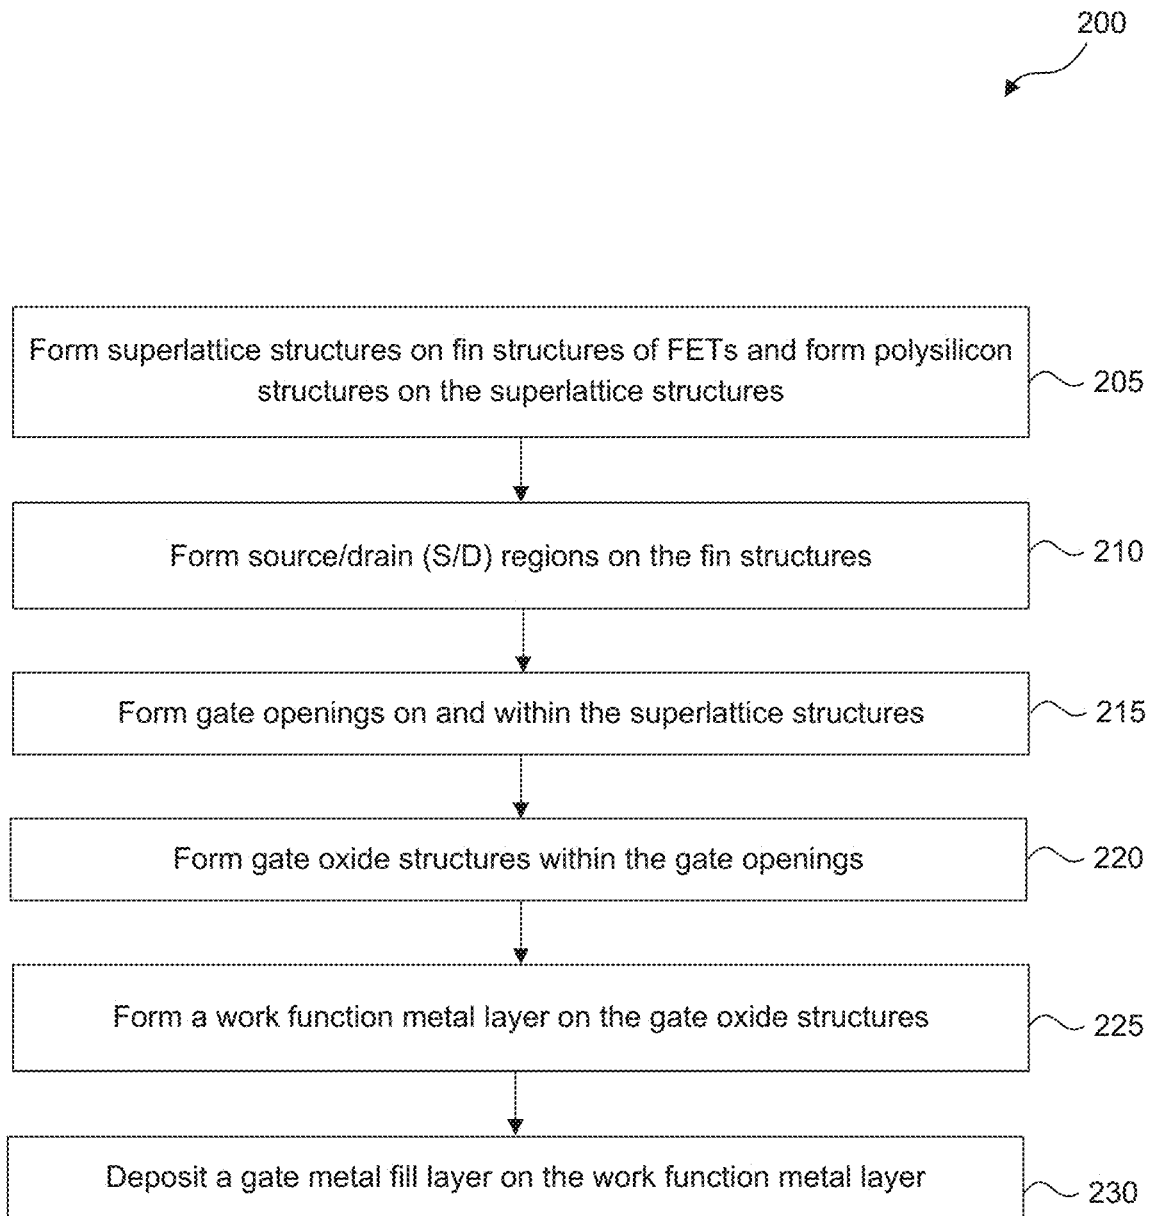 200
Form superlattice structures on fin structures of FETs and form polysilicon
structures on the superlattice structures
205
Form source/drain (S/D) regions on the fin structures
210
Form gate openings on and within the superlattice structures
215
Form gate oxide structures within the gate openings
220
Form a work function metal layer on the gate oxide structures
225
Deposit a gate metal fill layer on the work function metal layer
230